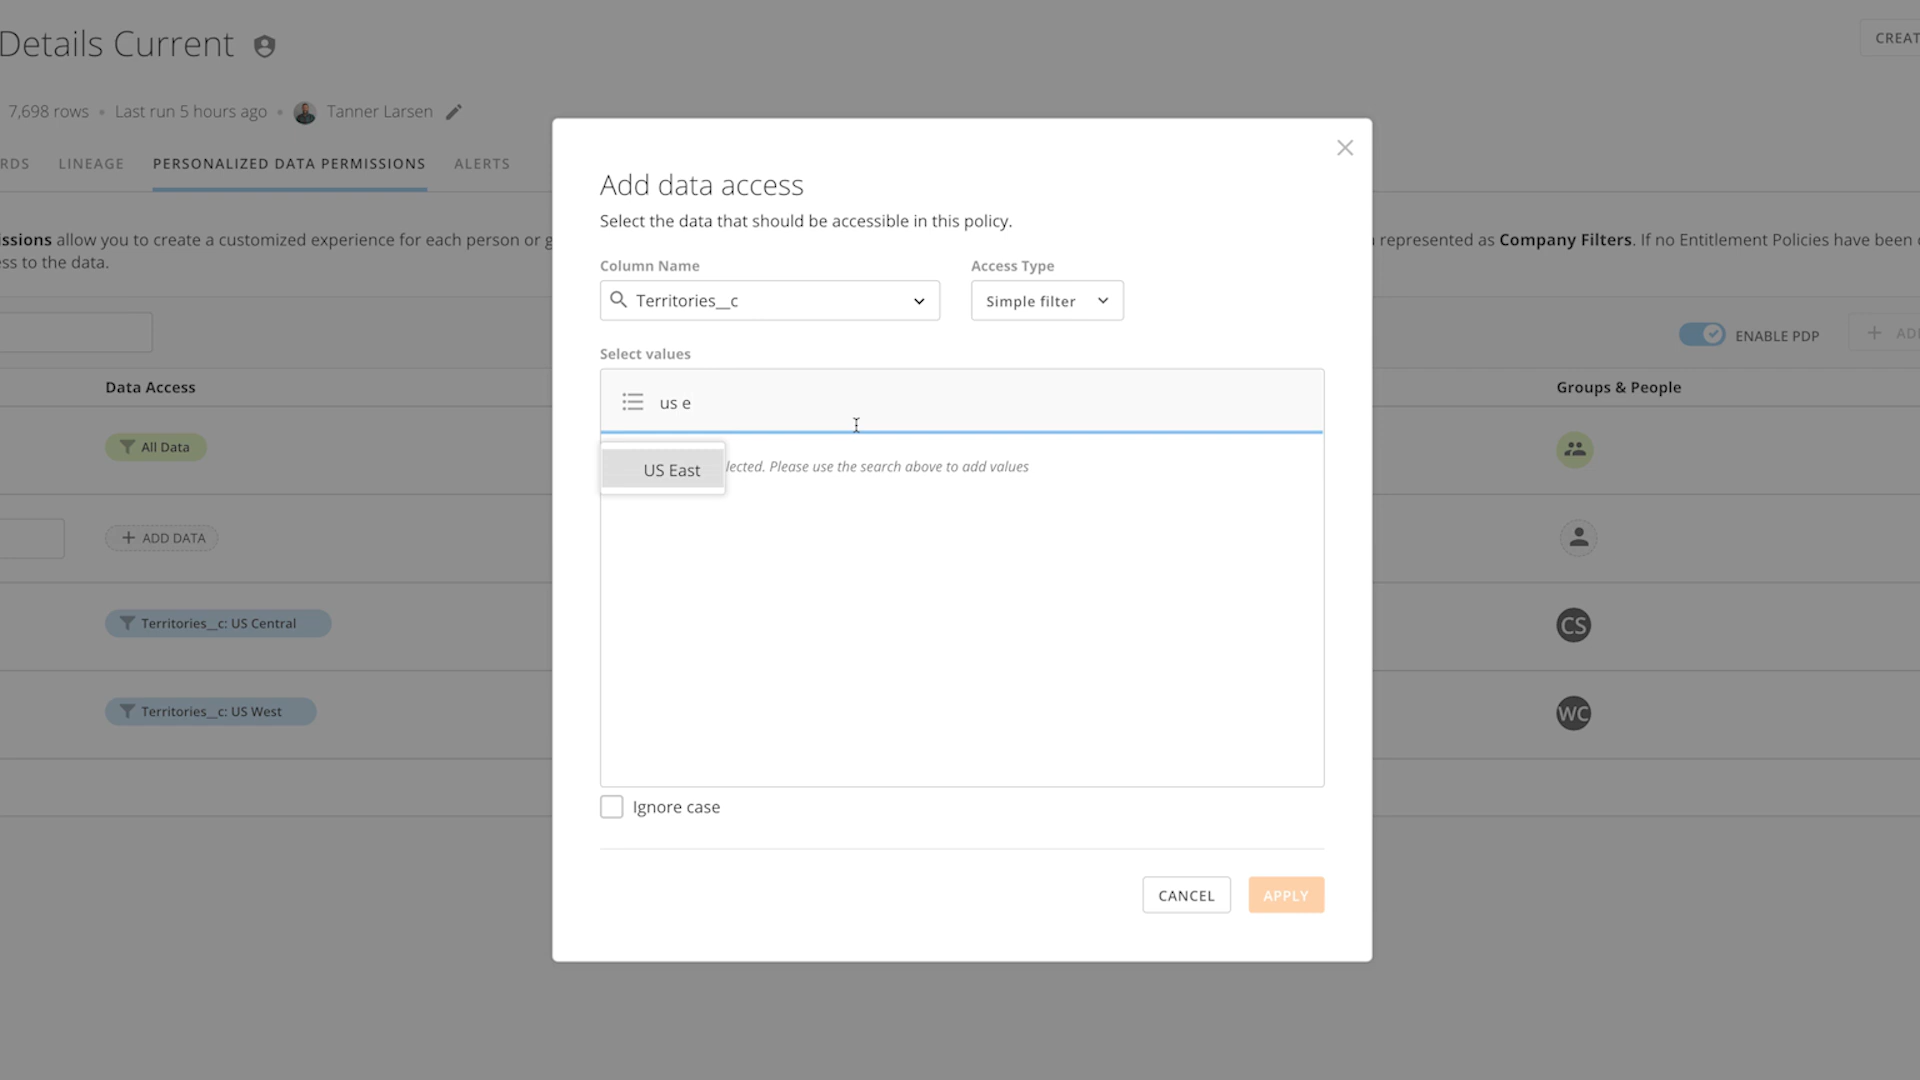 Details Current
CREAT
7,698 rows • Last run 5 hours ago • Tanner Larsen
RDS LINEAGE PERSONALIZED DATA PERMISSIONS ALERTS
Add data access
Select the data that should be accessible in this policy.
ssions allow you to create a customized experience for each person or g
represented as Company Filters. If no Entitlement Policies have been
ess to the data.
Column Name Access Type
Territories__c Simple filter
ENABLE PDP
+ ADD
Select values
Data Access
Groups & People
us e
All Data
US East
lected. Please use the search above to add values
+ ADD DATA
Territories__c: US Central
CS
Territories__c: US West
WC
Ignore case
CANCEL APPLY